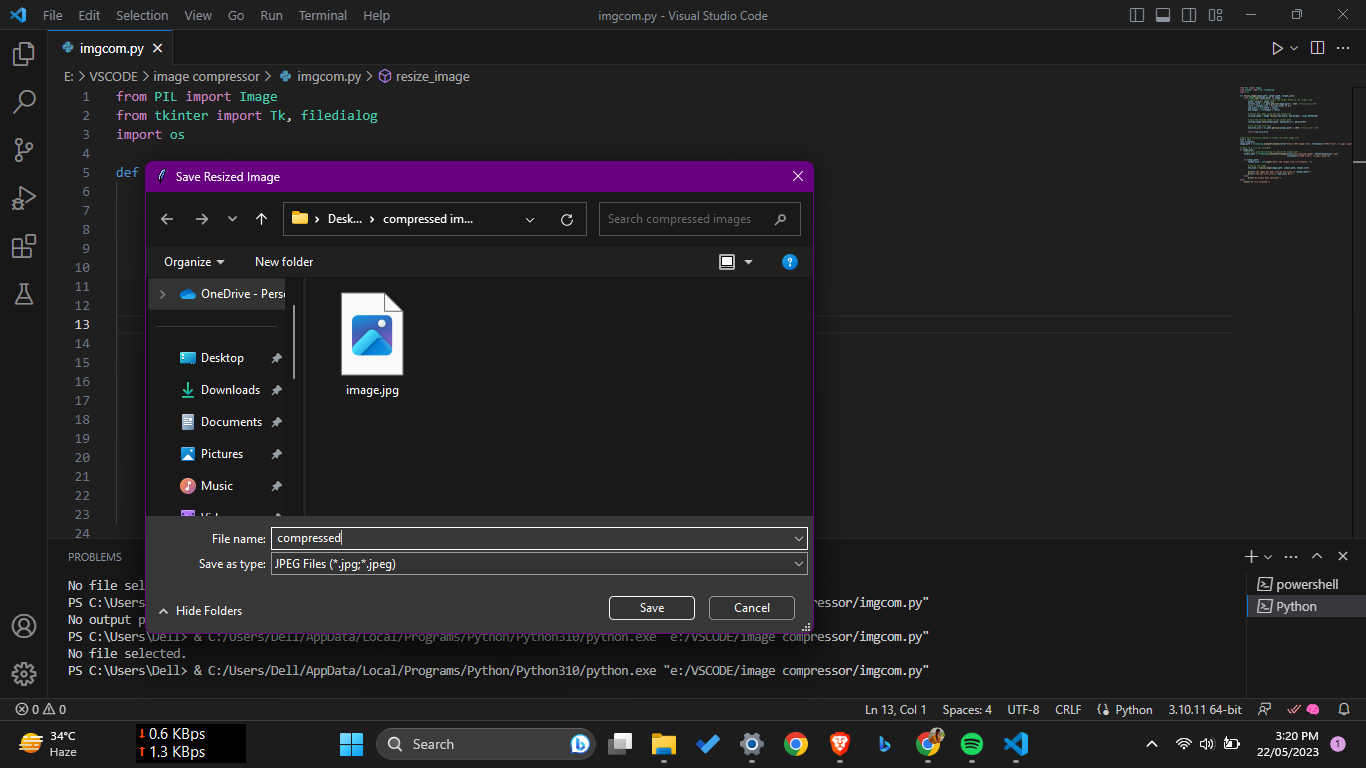 File Edit Selection View Go Run Terminal Help
imgcom.py - Visual Studio Code
imgcom.py
E: > VSCODE > image compressor > imgcom.py > resize_image
1 from PIL import Image
2 from tkinter import Tk, filedialog
3 import os
4
5 def
6
7
8
9
10
11
12
13
14
15
16
17
18
19
20
21
22
23
24
Save Resized Image
Desk... > compressed im...
Search compressed images
Organize
New folder
OneDrive - Pers
Desktop
Downloads
Documents
Pictures
Music
image.jpg
File name: compressed
Save as type: JPEG Files (*.jpg;*.jpeg)
Hide Folders
Save
Cancel
PROBLEMS
powershell
Python
No file sel
PS C:\Users
ressor/imgcom.py"
No output p
PS C:\Users\Dell> & C:/Users/Dell/AppData/Local/Programs/Python/Python310/python.exe "e:/VSCODE/image compressor/imgcom.py"
No file selected.
PS C:\Users\Dell> & C:/Users/Dell/AppData/Local/Programs/Python/Python310/python.exe "e:/VSCODE/image compressor/imgcom.py"
0 0
Ln 13, Col 1 Spaces: 4 UTF-8 CRLF Python 3.10.11 64-bit
34°C
Haze
↓ 0.6 KBps
↑ 1.3 KBps
Search
3:20 PM
22/05/2023
1